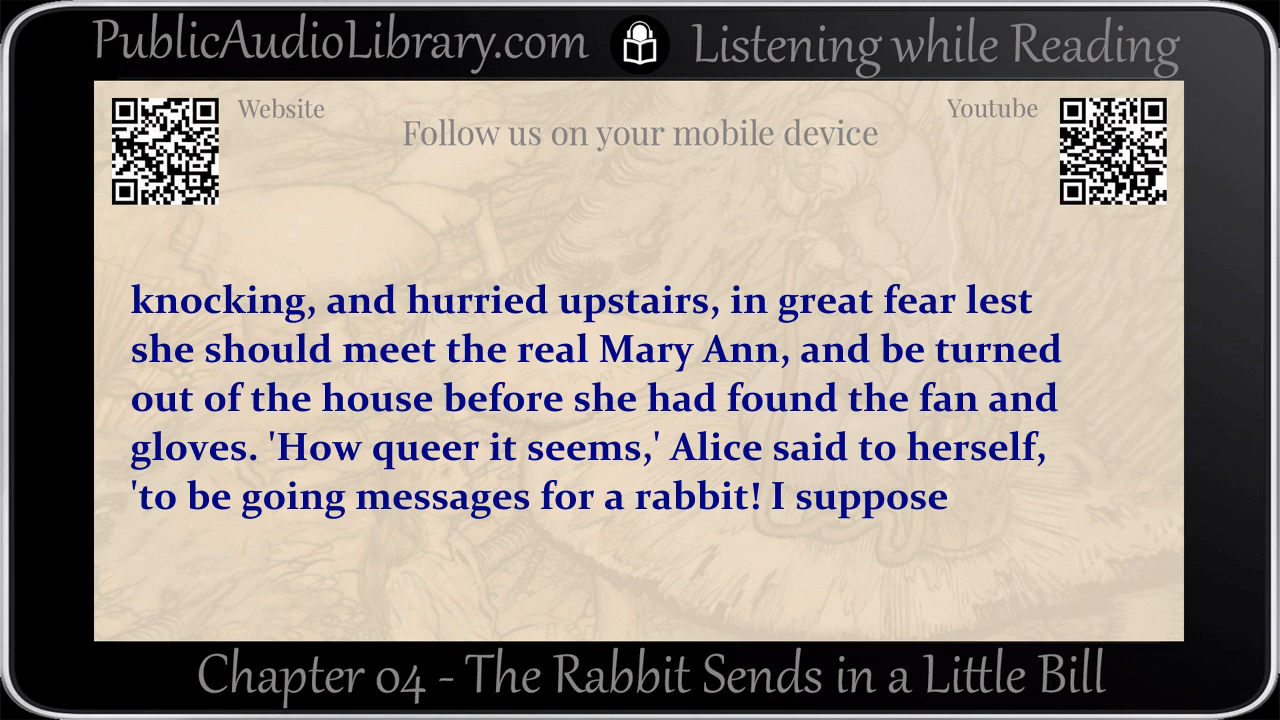 PublicAudioLibrary.com Listening while Reading
Website
Youtube
Follow us on your mobile device
knocking, and hurried upstairs, in great fear lest
she should meet the real Mary Ann, and be turned
out of the house before she had found the fan and
gloves. 'How queer it seems,' Alice said to herself,
'to be going messages for a rabbit! I suppose
Chapter 04 - The Rabbit Sends in a Little Bill